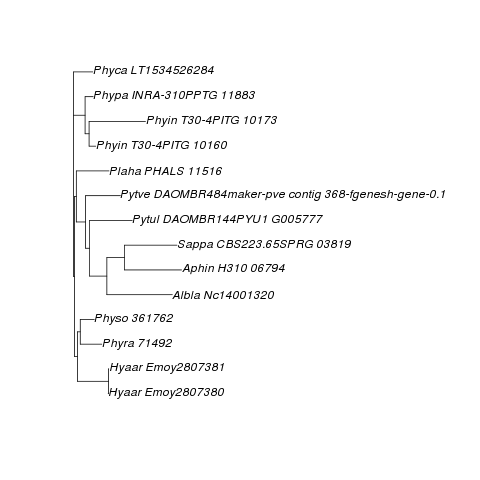 Phyca LT1534526284
Phypa INRA-310PPTG 11883
Phyin T30-4PITG 10173
Phyin T30-4PITG 10160
Plaha PHALS 11516
Pytve DAOMBR484maker-pve contig 368-fgenesh-gene-0.1
Pytul DAOMBR144PYU1 G005777
Sappa CBS223.65SPRG 03819
Aphin H310 06794
Albla Nc14001320
Physo 361762
Phyra 71492
Hyaar Emoy2807381
Hyaar Emoy2807380